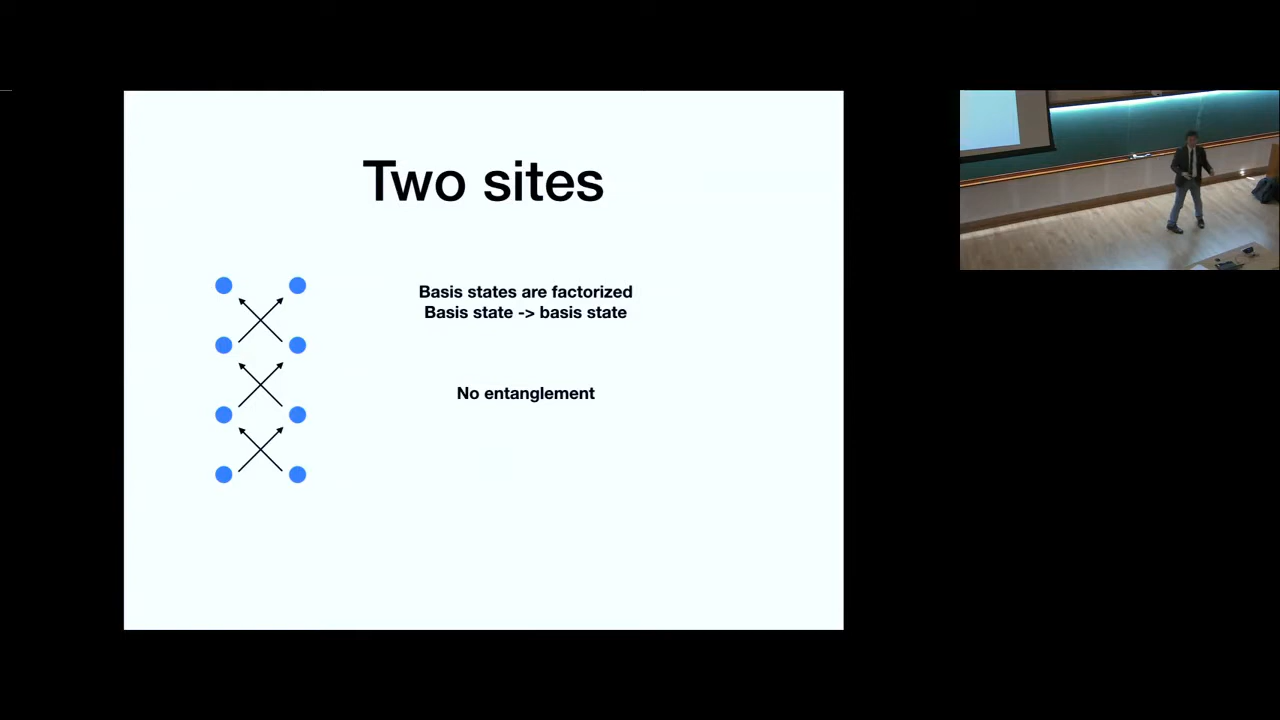 Two sites
Basis states are factorized
Basis state -> basis state
No entanglement